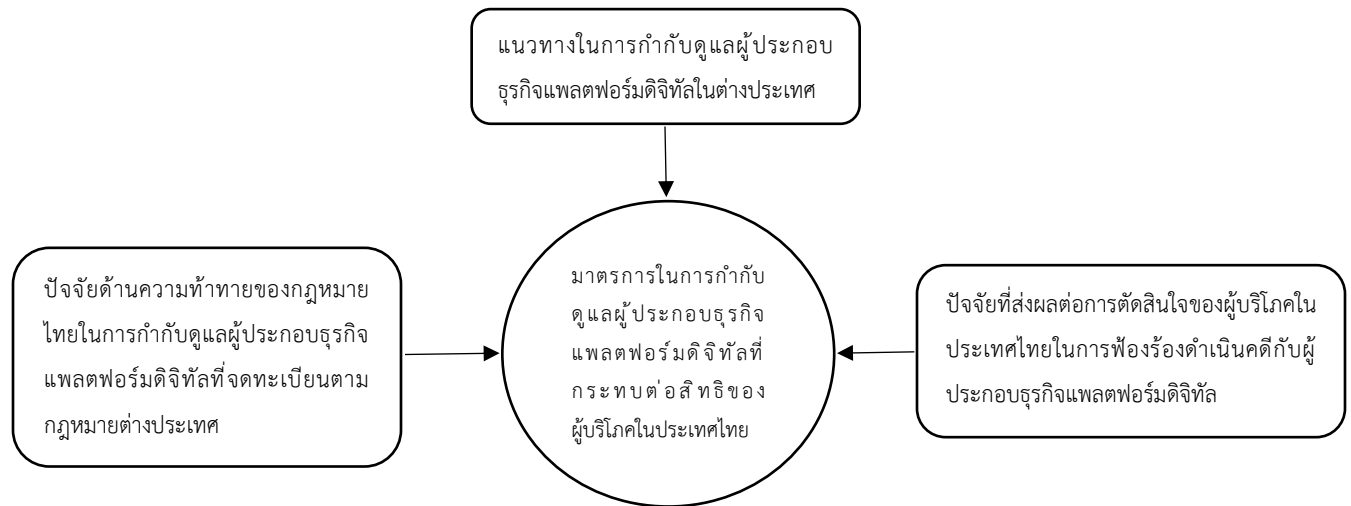 แนวทางในการกำกับดูแลผู้ประกอบ
ธุรกิจแพลตฟอร์มดิจิทัลในต่างประเทศ
ปัจจัยด้านความท้าทายของกฎหมาย
ไทยในการกำกับดูแลผู้ประกอบธุรกิจ
แพลตฟอร์มดิจิทัลที่จดทะเบียนตาม
กฎหมายต่างประเทศ
มาตรการในการกำกับ
ดูแลผู้ประกอบธุรกิจ
แพลตฟอร์มดิจิทัลที่
กระทบต่อสิทธิของ
ผู้บริโภคในประเทศไทย
ปัจจัยที่ส่งผลต่อการตัดสินใจของผู้บริโภคใน
ประเทศไทยในการฟ้องร้องดำเนินคดีกับผู้
ประกอบธุรกิจแพลตฟอร์มดิจิทัล